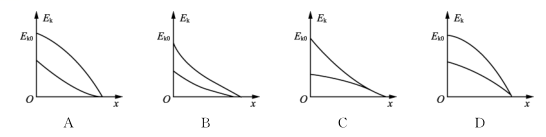 Eₖ Eₖ Eₖ Eₖ
Eₖ₀ Eₖ₀ Eₖ₀ Eₖ₀
O x O x O x O x
A B C D